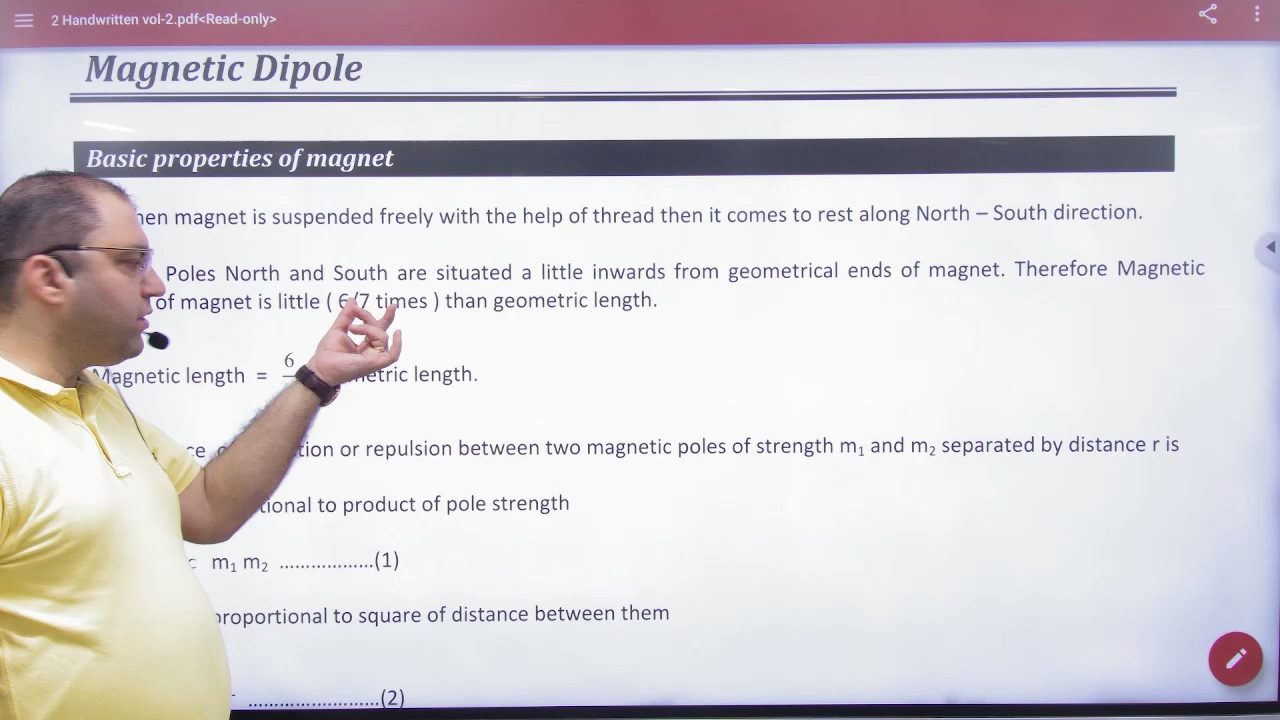 2 Handwritten vol-2.pdf<Read-only>
Magnetic Dipole
Basic properties of magnet
magnet is suspended freely with the help of thread then it comes to rest along North – South direction.
Poles North and South are situated a little inwards from geometrical ends of magnet. Therefore Magnetic
of magnet is little ( 6/7 times ) than geometric length.
Magnetic length = 6 length.
or repulsion between two magnetic poles of strength m₁ and m₂ separated by distance r is
to product of pole strength
m₁ m₂ ..................(1)
proportional to square of distance between them
.........................(2)